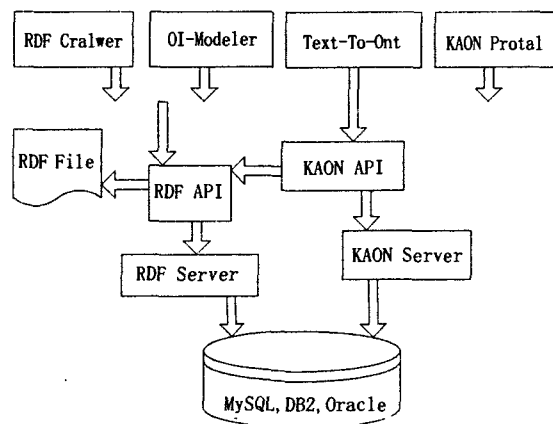 RDF Cralwer
OI-Modeler
Text-To-Ont
KAON Protal
RDF File
RDF API
KAON API
RDF Server
KAON Server
MySQL, DB2, Oracle